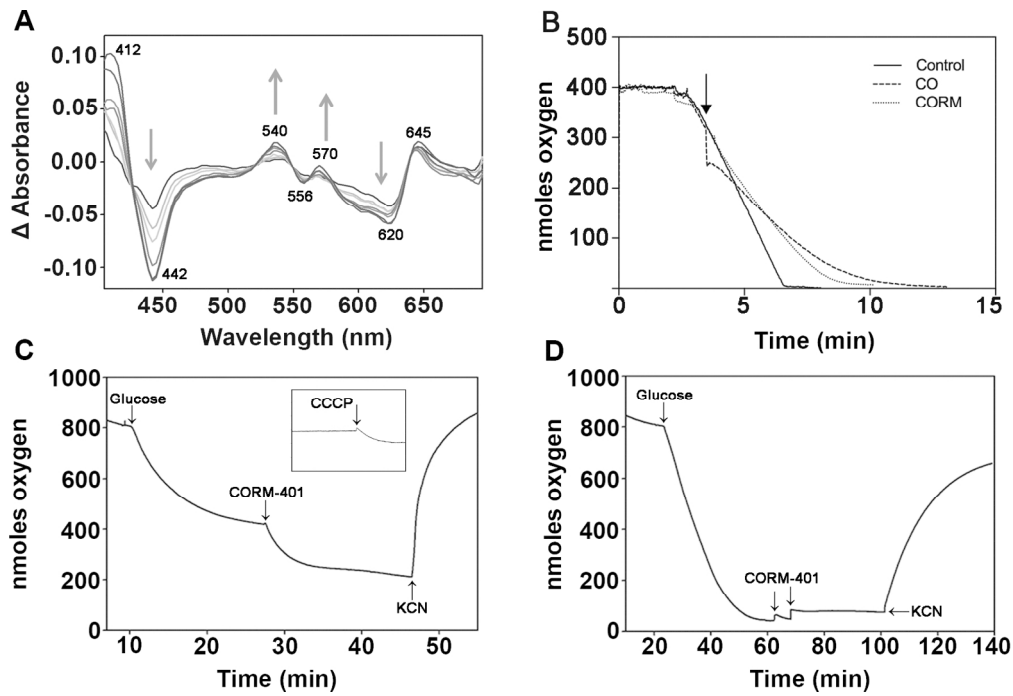 A
Δ Absorbance
0.10
0.05
0.00
-0.05
-0.10
412
442
540
570
556
645
620
450 500 550 600 650
Wavelength (nm)
B
nmoles oxygen
500
400
300
200
100
Control
CO
CORM
0 5 10 15
Time (min)
C
nmoles oxygen
1000
800
600
400
200
0
Glucose
CCCP
CORM-401
KCN
10 20 30 40 50
Time (min)
D
nmoles oxygen
1000
800
600
400
200
0
Glucose
CORM-401
KCN
20 40 60 80 100 120 140
Time (min)